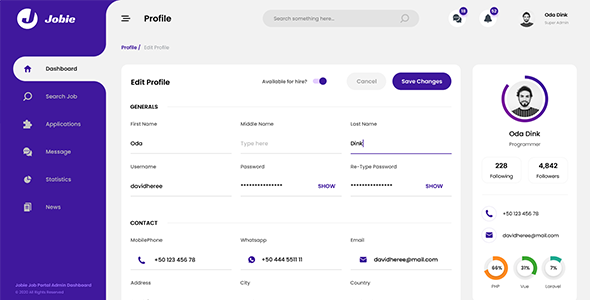 Jobie
Profile
Search something here...
18
52
Oda Dink
Super Admin
Profile / Edit Profile
Dashboard
Search Job
Applications
Message
Statistics
News
Jobie Job Portal Admin Dashboard
© 2020 All Rights Reserved
Edit Profile
Available for hire?
Cancel
Save Changes
GENERALS
First Name Middle Name Last Name
Oda Type here Dink
Username Password Re-Type Password
davidheree ••••••••••••••• SHOW ••••••••••••••• SHOW
CONTACT
MobilePhone Whatsapp Email
+50 123 456 78 +50 444 5511 11 davidheree@mail.com
Address City Country
Oda Dink
Programmer
228 4,842
Following Followers
+50 123 456 78
davidheree@mail.com
66% 31% 7%
PHP Vue Laravel